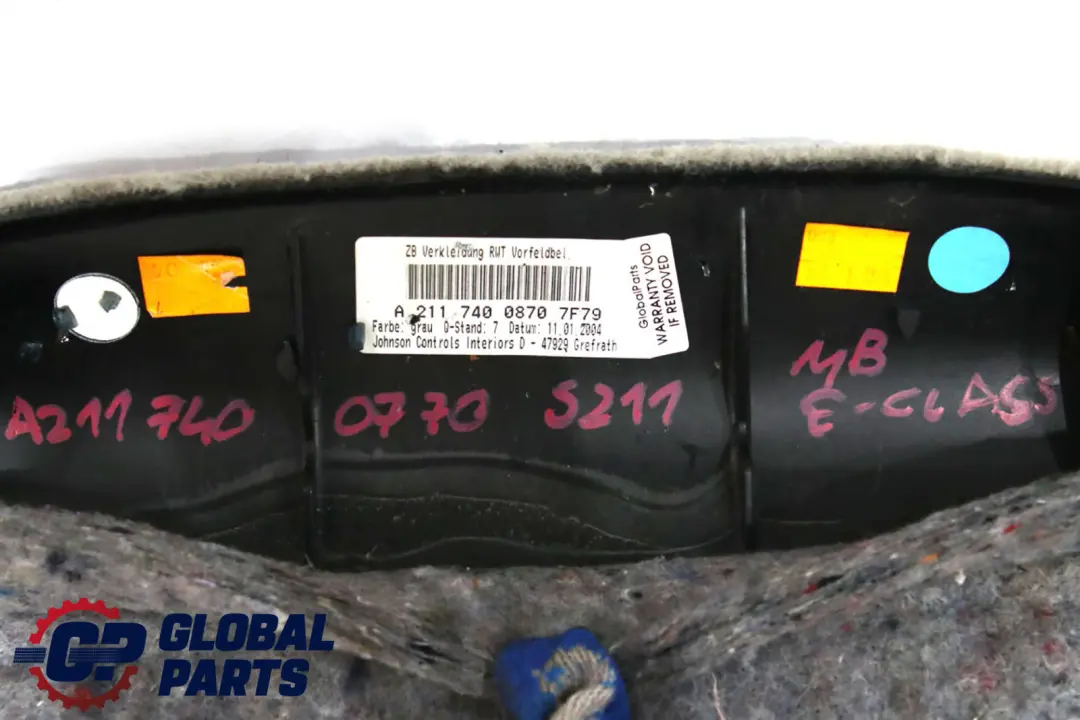 ZB Verkleidung RWT Vorfeldbel.
A 211 740 0870 7F79
Farbe: grau Q-Stand: 7 Datum: 11.01.2004
Johnson Controls Interiors D - 47929 Grefrath
GlobalParts
WARRANTY VOID
IF REMOVED
A211 740 0770 S211
MB
E-CLASS
GP
GLOBAL
PARTS